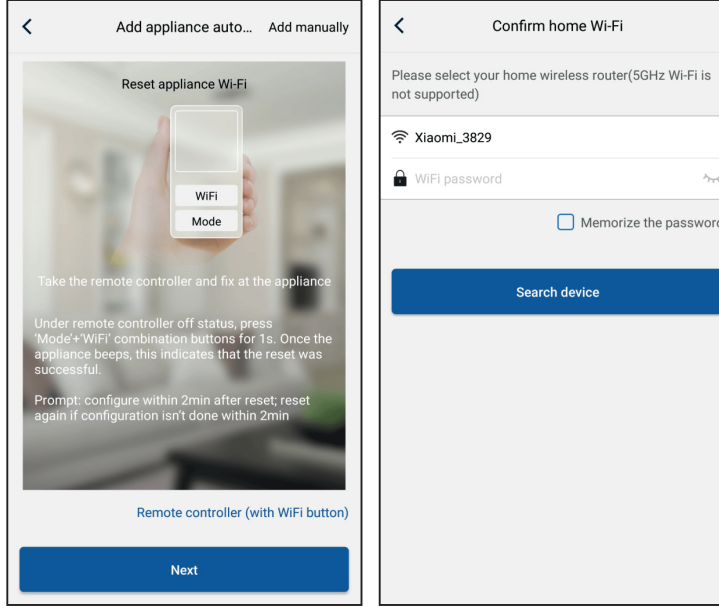 Add appliance auto... Add manually
Reset appliance Wi-Fi
WiFi
Mode
Take the remote controller and fix at the appliance
Under remote controller off status, press
'Mode'+'WiFi' combination buttons for 1s. Once the
appliance beeps, this indicates that the reset was
successful.
Prompt: configure within 2min after reset; reset
again if configuration isn't done within 2min
Remote controller (with WiFi button)
Next
Confirm home Wi-Fi
Please select your home wireless router(5GHz Wi-Fi is
not supported)
Xiaomi_3829
WiFi password
Memorize the password
Search device